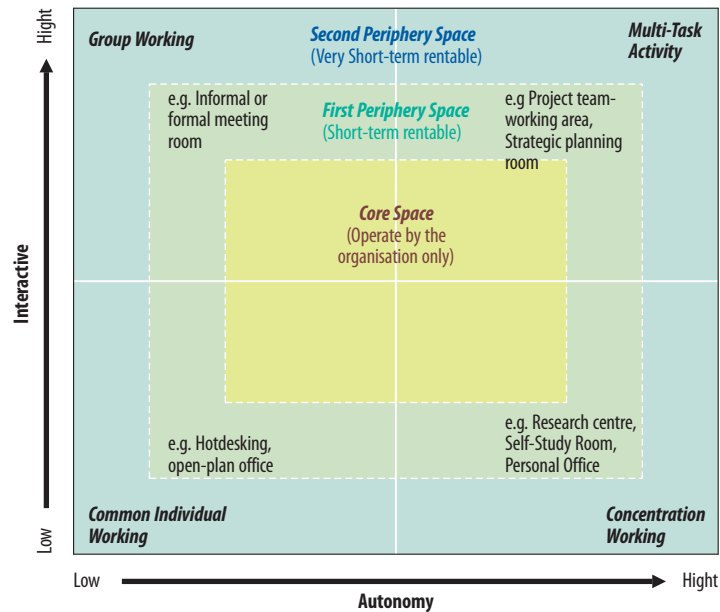 Hight
Group Working
Second Periphery Space
(Very Short-term rentable)
Multi-Task
Activity
e.g. Informal or
formal meeting
room
First Periphery Space
(Short-term rentable)
e.g Project team-
working area,
Strategic planning
room
Core Space
(Operate by the
organisation only)
Interactive
e.g. Hotdesking,
open-plan office
e.g. Research centre,
Self-Study Room,
Personal Office
Common Individual
Working
Concentration
Working
Low
Low
Hight
Autonomy